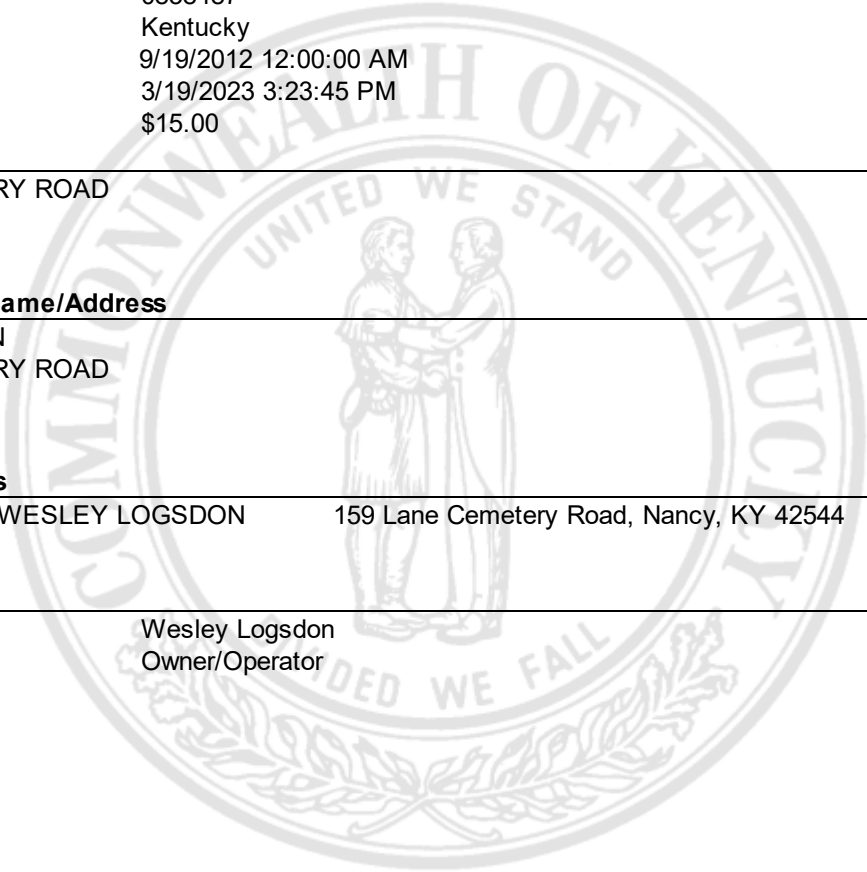 Kentucky
9/19/2012 12:00:00 AM
3/19/2023 3:23:45 PM
$15.00
RY ROAD
ame/Address
N
RY ROAD
s
WESLEY LOGSDON 159 Lane Cemetery Road, Nancy, KY 42544
Wesley Logsdon
Owner/Operator
COMMONWEALTH OF KENTUCKY
UNITED WE STAND
DIVIDED WE FALL